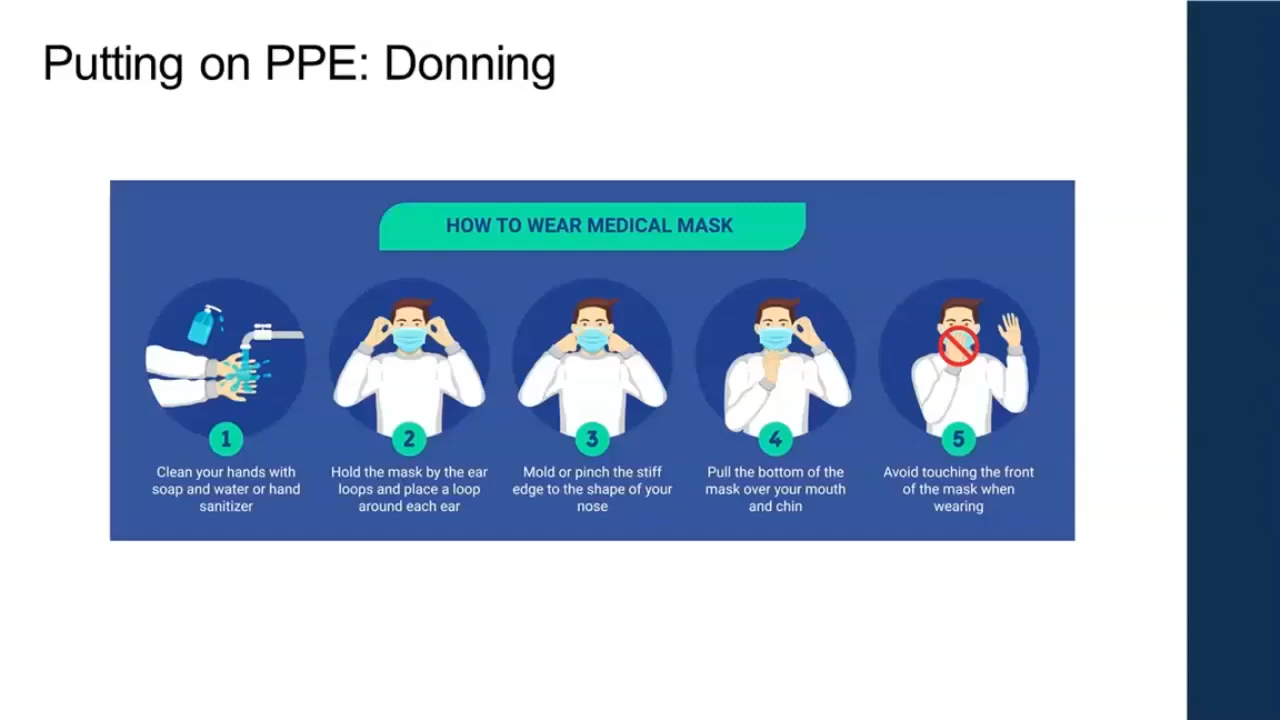 Putting on PPE: Donning
HOW TO WEAR MEDICAL MASK
1
Clean your hands with
soap and water or hand
sanitizer
2
Hold the mask by the ear
loops and place a loop
around each ear
3
Mold or pinch the stiff
edge to the shape of your
nose
4
Pull the bottom of the
mask over your mouth
and chin
5
Avoid touching the front
of the mask when
wearing